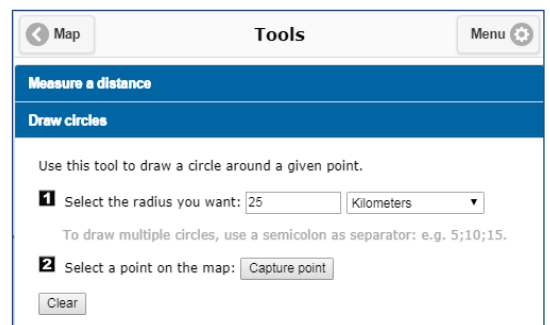 Map
Tools
Menu
Measure a distance
Draw circles
Use this tool to draw a circle around a given point.
1 Select the radius you want: 25 Kilometers
To draw multiple circles, use a semicolon as separator: e.g. 5;10;15.
2 Select a point on the map: Capture point
Clear